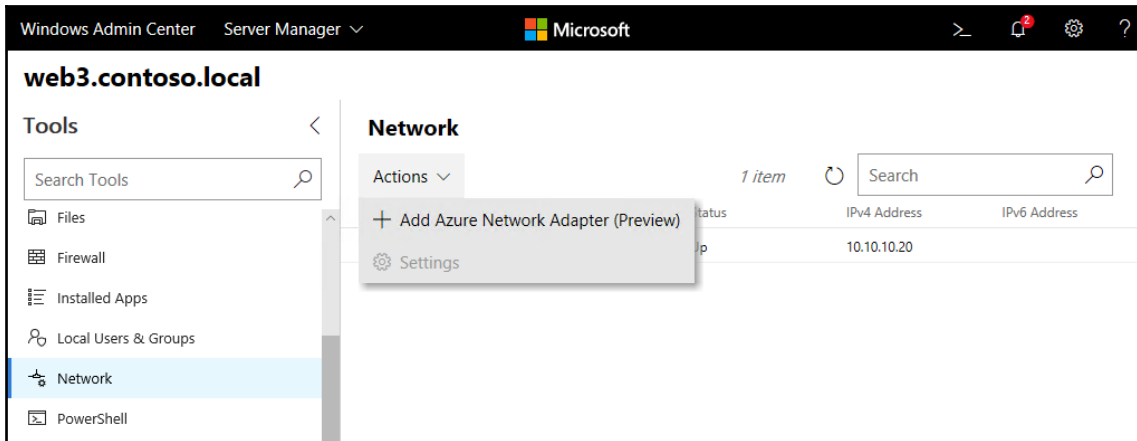 Windows Admin Center Server Manager Microsoft 2
web3.contoso.local
Tools
Search Tools
Files
Firewall
Installed Apps
Local Users & Groups
Network
PowerShell
Network
Actions 1 item Search
+ Add Azure Network Adapter (Preview)
Settings
IPv4 Address IPv6 Address
10.10.10.20